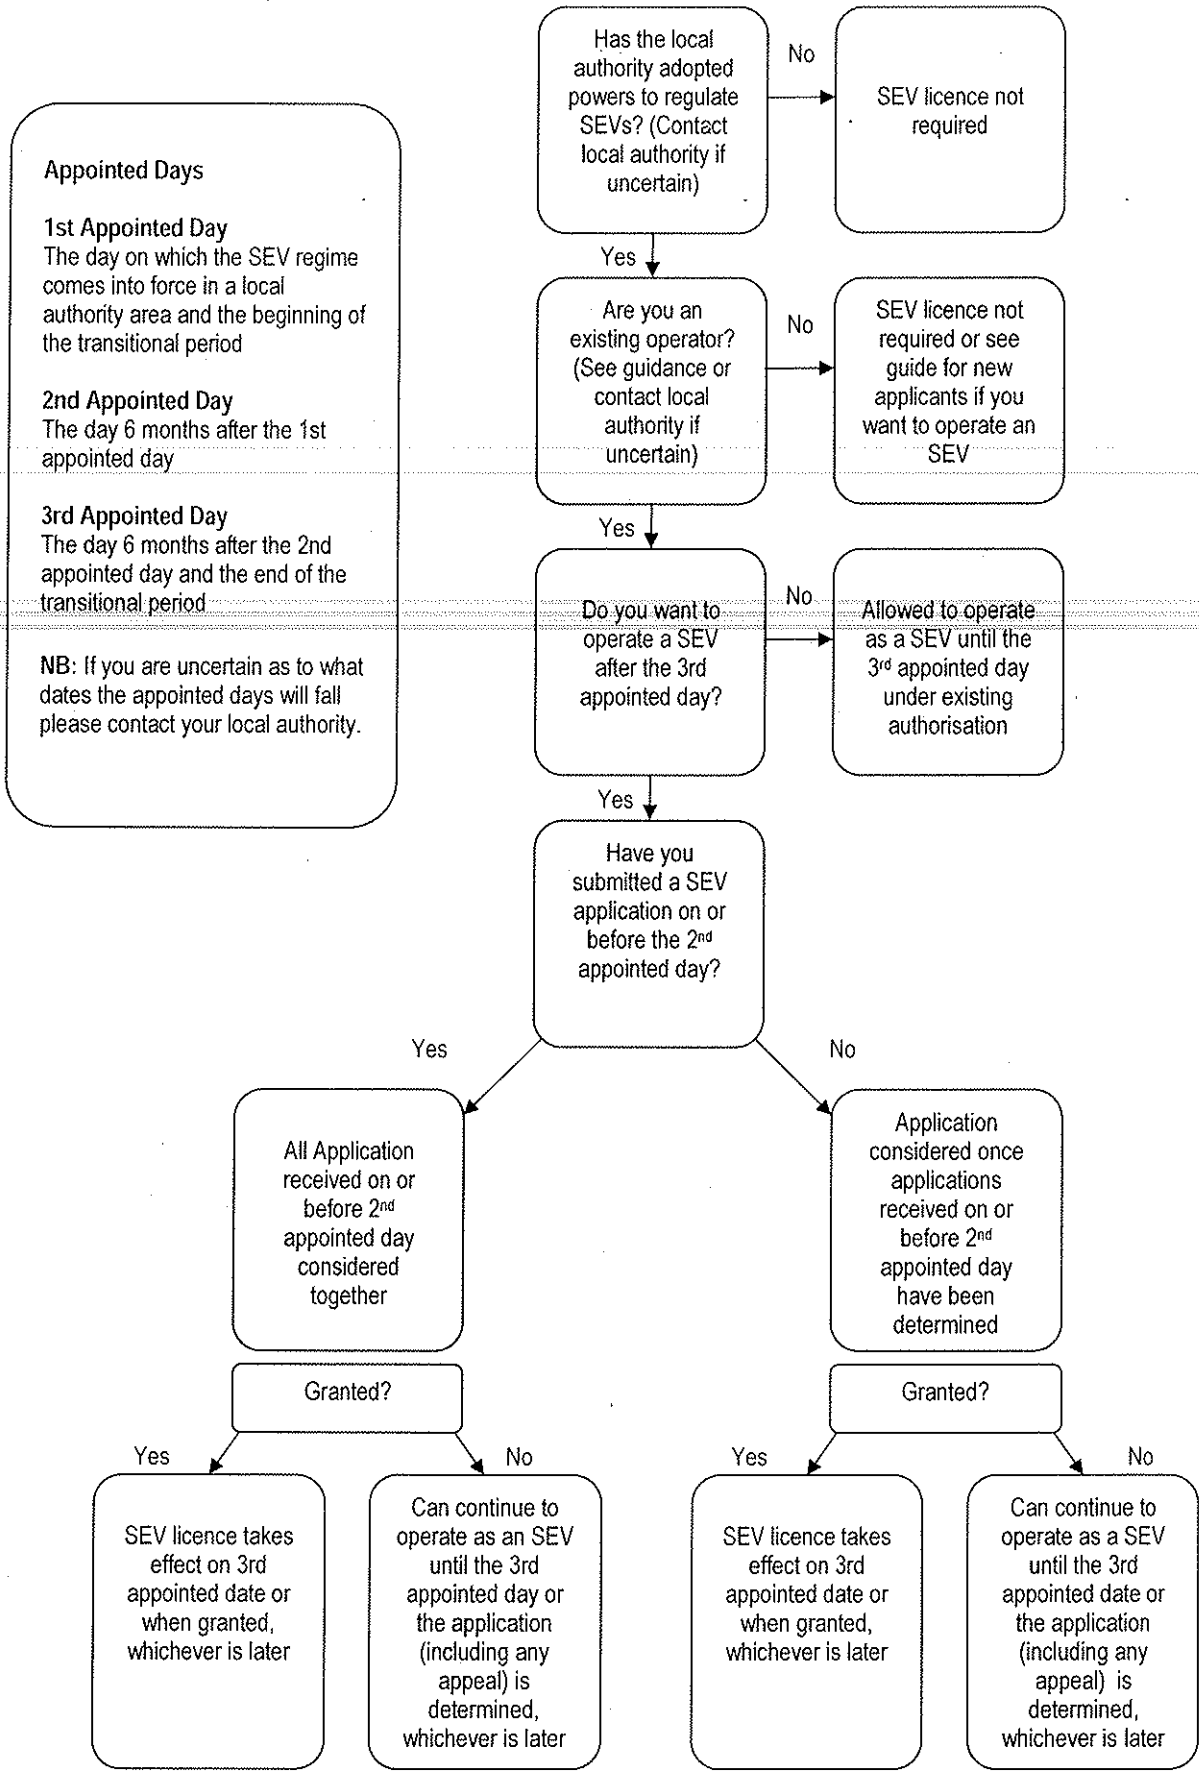 Appointed Days
1st Appointed Day
The day on which the SEV regime
comes into force in a local
authority area and the beginning of
the transitional period
2nd Appointed Day
The day 6 months after the 1st
appointed day
3rd Appointed Day
The day 6 months after the 2nd
appointed day and the end of the
transitional period
NB: If you are uncertain as to what
dates the appointed days will fall
please contact your local authority.
Has the local
authority adopted
powers to regulate
SEVs? (Contact
local authority if
uncertain)
No
SEV licence not
required
Yes
Are you an
existing operator?
(See guidance or
contact local
authority if
uncertain)
No
SEV licence not
required or see
guide for new
applicants if you
want to operate an
SEV
Yes
Do you want to
operate a SEV
after the 3rd
appointed day?
No
Allowed to operate
as a SEV until the
3rd appointed day
under existing
authorisation
Yes
Have you
submitted a SEV
application on or
before the 2nd
appointed day?
Yes
No
All Application
received on or
before 2nd
appointed day
considered
together
Application
considered once
applications
received on or
before 2nd
appointed day
have been
determined
Granted?
Granted?
Yes
No
Yes
No
SEV licence takes
effect on 3rd
appointed date or
when granted,
whichever is later
Can continue to
operate as an SEV
until the 3rd
appointed day or
the application
(including any
appeal) is
determined,
whichever is later
SEV licence takes
effect on 3rd
appointed date or
when granted,
whichever is later
Can continue to
operate as a SEV
until the 3rd
appointed date or
the application
(including any
appeal) is
determined,
whichever is later